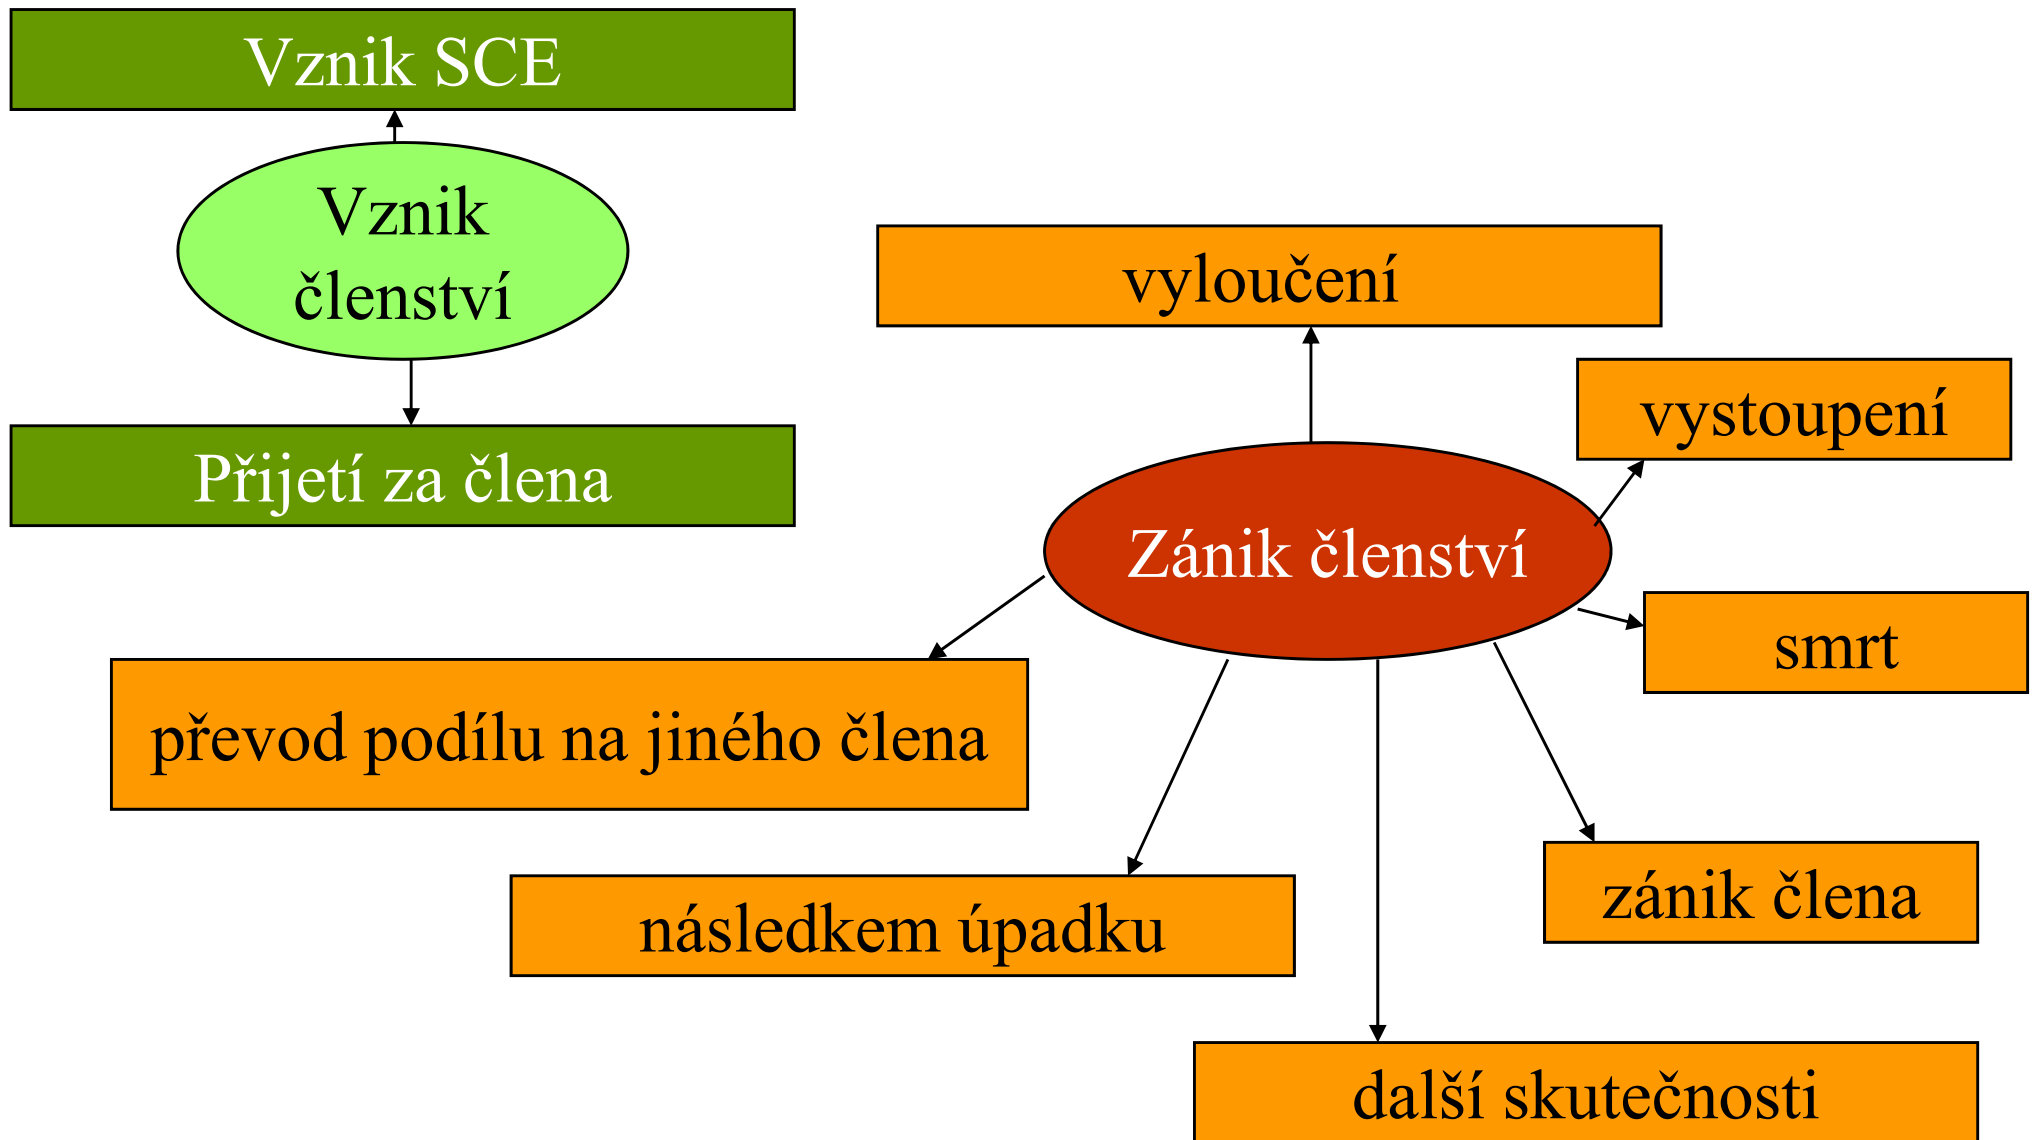 Vznik SCE
Vznik
členství
Přijetí za člena
vyloučení
vystoupení
Zánik členství
smrt
převod podílu na jiného člena
zánik člena
následkem úpadku
další skutečnosti